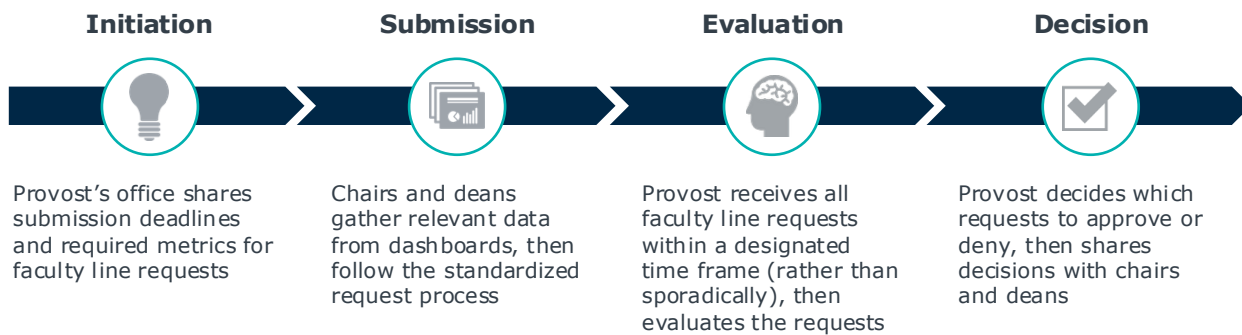 Initiation
Submission
Evaluation
Decision
Provost's office shares
submission deadlines
and required metrics for
faculty line requests
Chairs and deans
gather relevant data
from dashboards, then
follow the standardized
request process
Provost receives all
faculty line requests
within a designated
time frame (rather than
sporadically), then
evaluates the requests
Provost decides which
requests to approve or
deny, then shares
decisions with chairs
and deans